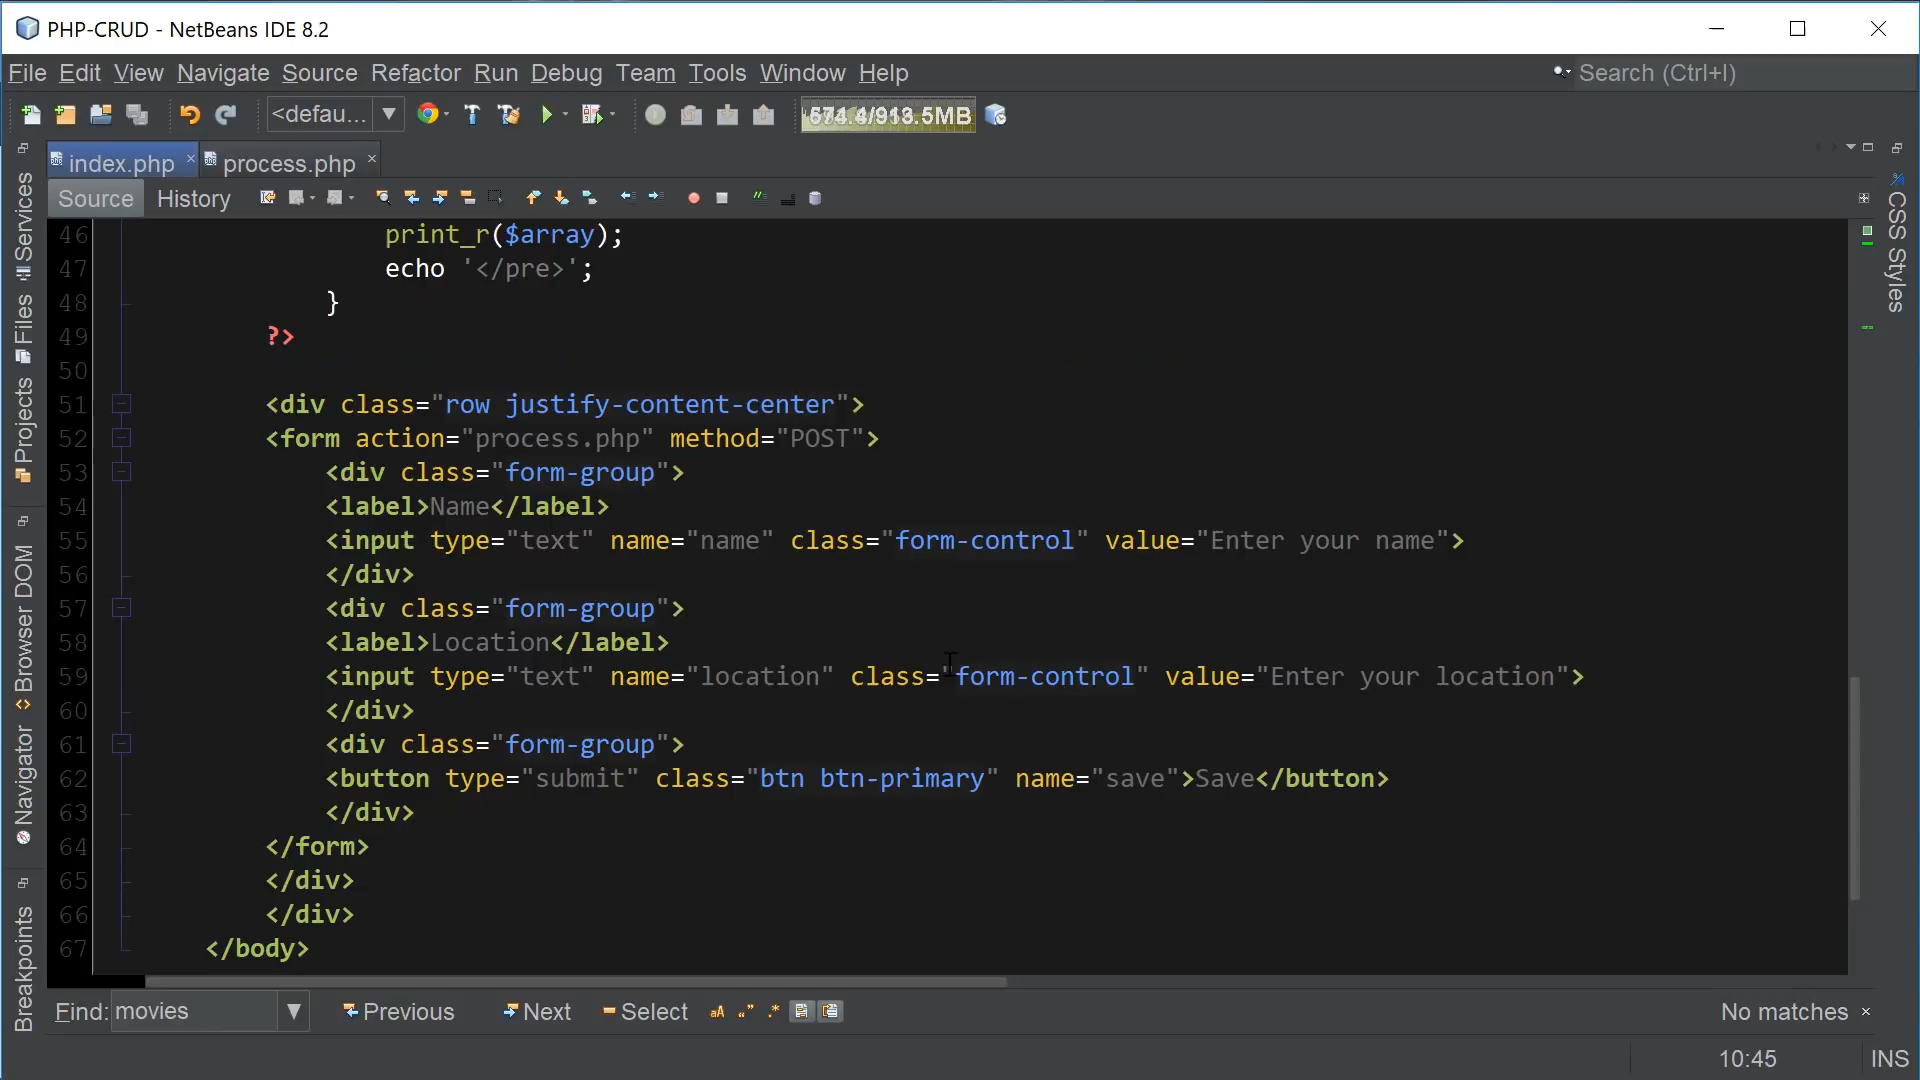 PHP-CRUD - NetBeans IDE 8.2
File Edit View Navigate Source Refactor Run Debug Team Tools Window Help
Search (Ctrl+I)
<defau...
/913.5MB
index.php
process.php
Source History
Services
Files
Projects
Browser DOM
Navigator
Breakpoints
CSS Styles
46 print_r($array);
47 echo '</pre>';
48 }
49 ?>
50
51 <div class="row justify-content-center">
52 <form action="process.php" method="POST">
53 <div class="form-group">
54 <label>Name</label>
55 <input type="text" name="name" class="form-control" value="Enter your name">
56 </div>
57 <div class="form-group">
58 <label>Location</label>
59 <input type="text" name="location" class="form-control" value="Enter your location">
60 </div>
61 <div class="form-group">
62 <button type="submit" class="btn btn-primary" name="save">Save</button>
63 </div>
64 </form>
65 </div>
66 </div>
67 </body>
Find: movies Previous Next Select aA No matches
10:45 INS